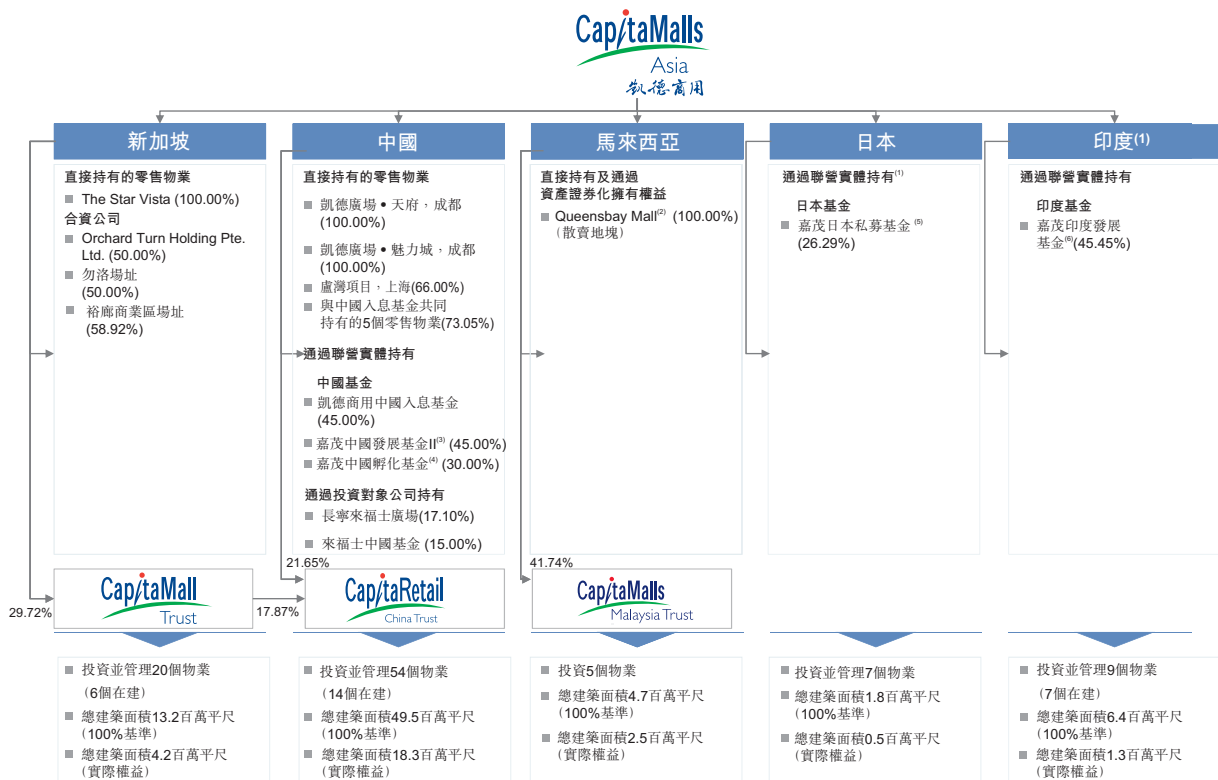 CapitaMalls
Asia
凱德商用
新加坡
直接持有的零售物業
The Star Vista (100.00%)
合資公司
Orchard Turn Holding Pte.
Ltd. (50.00%)
勿洛場址
(50.00%)
裕廊商業區場址
(58.92%)
中國
直接持有的零售物業
凱德廣場•天府，成都
(100.00%)
凱德廣場•魅力城，成都
(100.00%)
盧灣項目，上海(66.00%)
與中國入息基金共同
持有的5個零售物業(73.05%)
通過聯營實體持有
中國基金
凱德商用中國入息基金
(45.00%)
嘉茂中國發展基金II(3) (45.00%)
嘉茂中國孵化基金(4) (30.00%)
通過投資對象公司持有
長寧來福士廣場(17.10%)
來福士中國基金 (15.00%)
馬來西亞
直接持有及通過
資產證券化擁有權益
Queensbay Mall(2) (100.00%)
（散賣地塊）
日本
通過聯營實體持有(1)
日本基金
嘉茂日本私募基金 (5)
(26.29%)
印度(1)
通過聯營實體持有
印度基金
嘉茂印度發展
基金(6)(45.45%)
29.72%
CapitaMall
Trust
17.87%
21.65%
CapitaRetail
China Trust
41.74%
CapitaMalls
Malaysia Trust
投資並管理20個物業
（6個在建）
總建築面積13.2百萬平尺
(100%基準）
總建築面積4.2百萬平尺
（實際權益）
投資並管理54個物業
（14個在建）
總建築面積49.5百萬平尺
(100%基準）
總建築面積18.3百萬平尺
（實際權益）
投資5個物業
總建築面積4.7百萬平尺
(100%基準）
總建築面積2.5百萬平尺
（實際權益）
投資並管理7個物業
總建築面積1.8百萬平尺
(100%基準）
總建築面積0.5百萬平尺
（實際權益）
投資並管理9個物業
（7個在建）
總建築面積6.4百萬平尺
(100%基準）
總建築面積1.3百萬平尺
（實際權益）